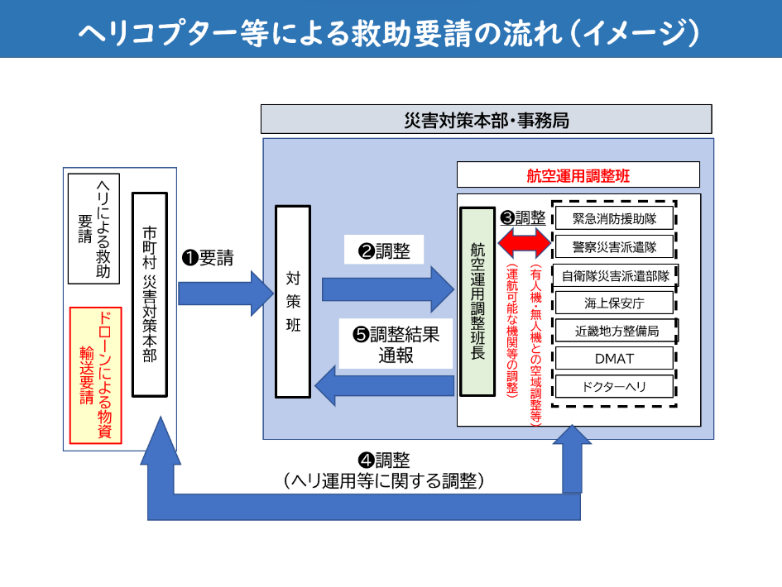 ヘリコプター等による救助要請の流れ（イメージ）
災害対策本部・事務局
航空運用調整班
ヘリによる救助
要請
ドローンによる物資
輸送要請
市町村 災害対策本部
❶要請
対策班
❷調整
❺調整結果
通報
航空運用調整班長
❸調整
（有人機・無人機との空域調整等）
（運航可能な機関等の調整）
緊急消防援助隊
警察災害派遣隊
自衛隊災害派遣部隊
海上保安庁
近畿地方整備局
DMAT
ドクターヘリ
❹調整
（ヘリ運用等に関する調整）